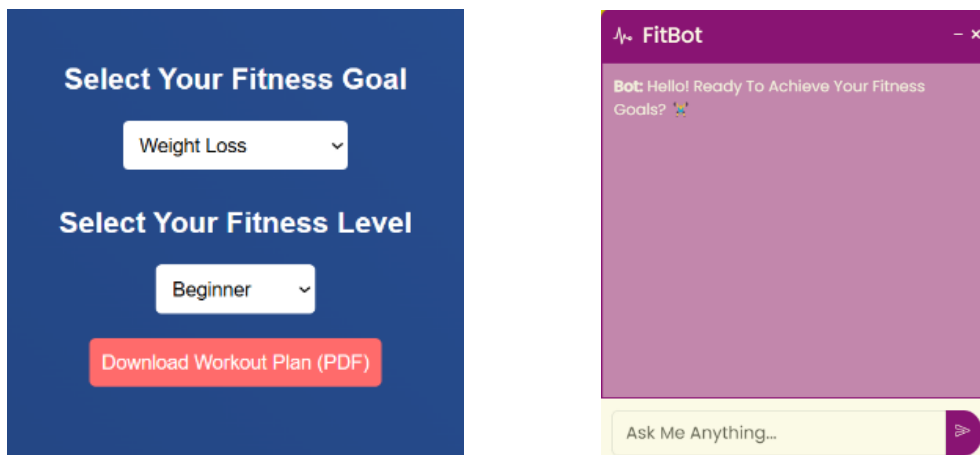 Select Your Fitness Goal
Weight Loss
Select Your Fitness Level
Beginner
Download Workout Plan (PDF)
FitBot
Bot: Hello! Ready To Achieve Your Fitness
Goals? 🏋️
Ask Me Anything...